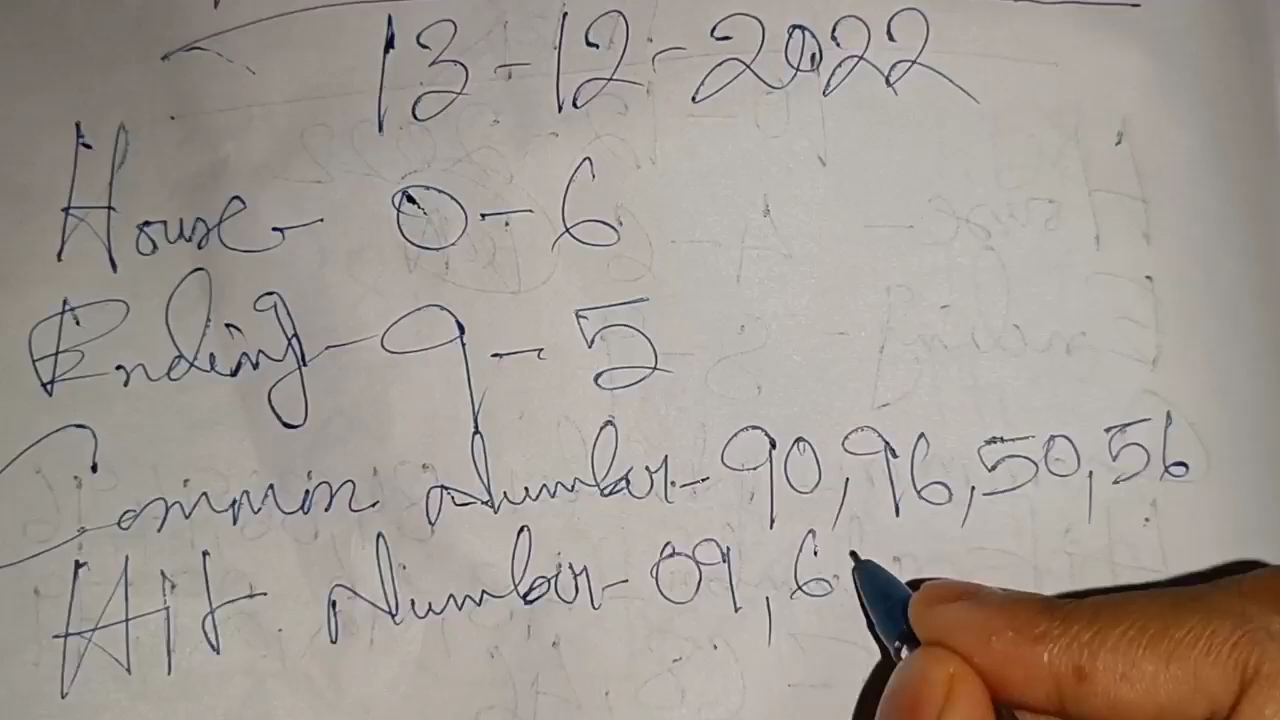 13-12-2022
House- 0-6
Ending- 9-5
Common Number- 90, 96, 50, 56
Hit Number- 09, 6